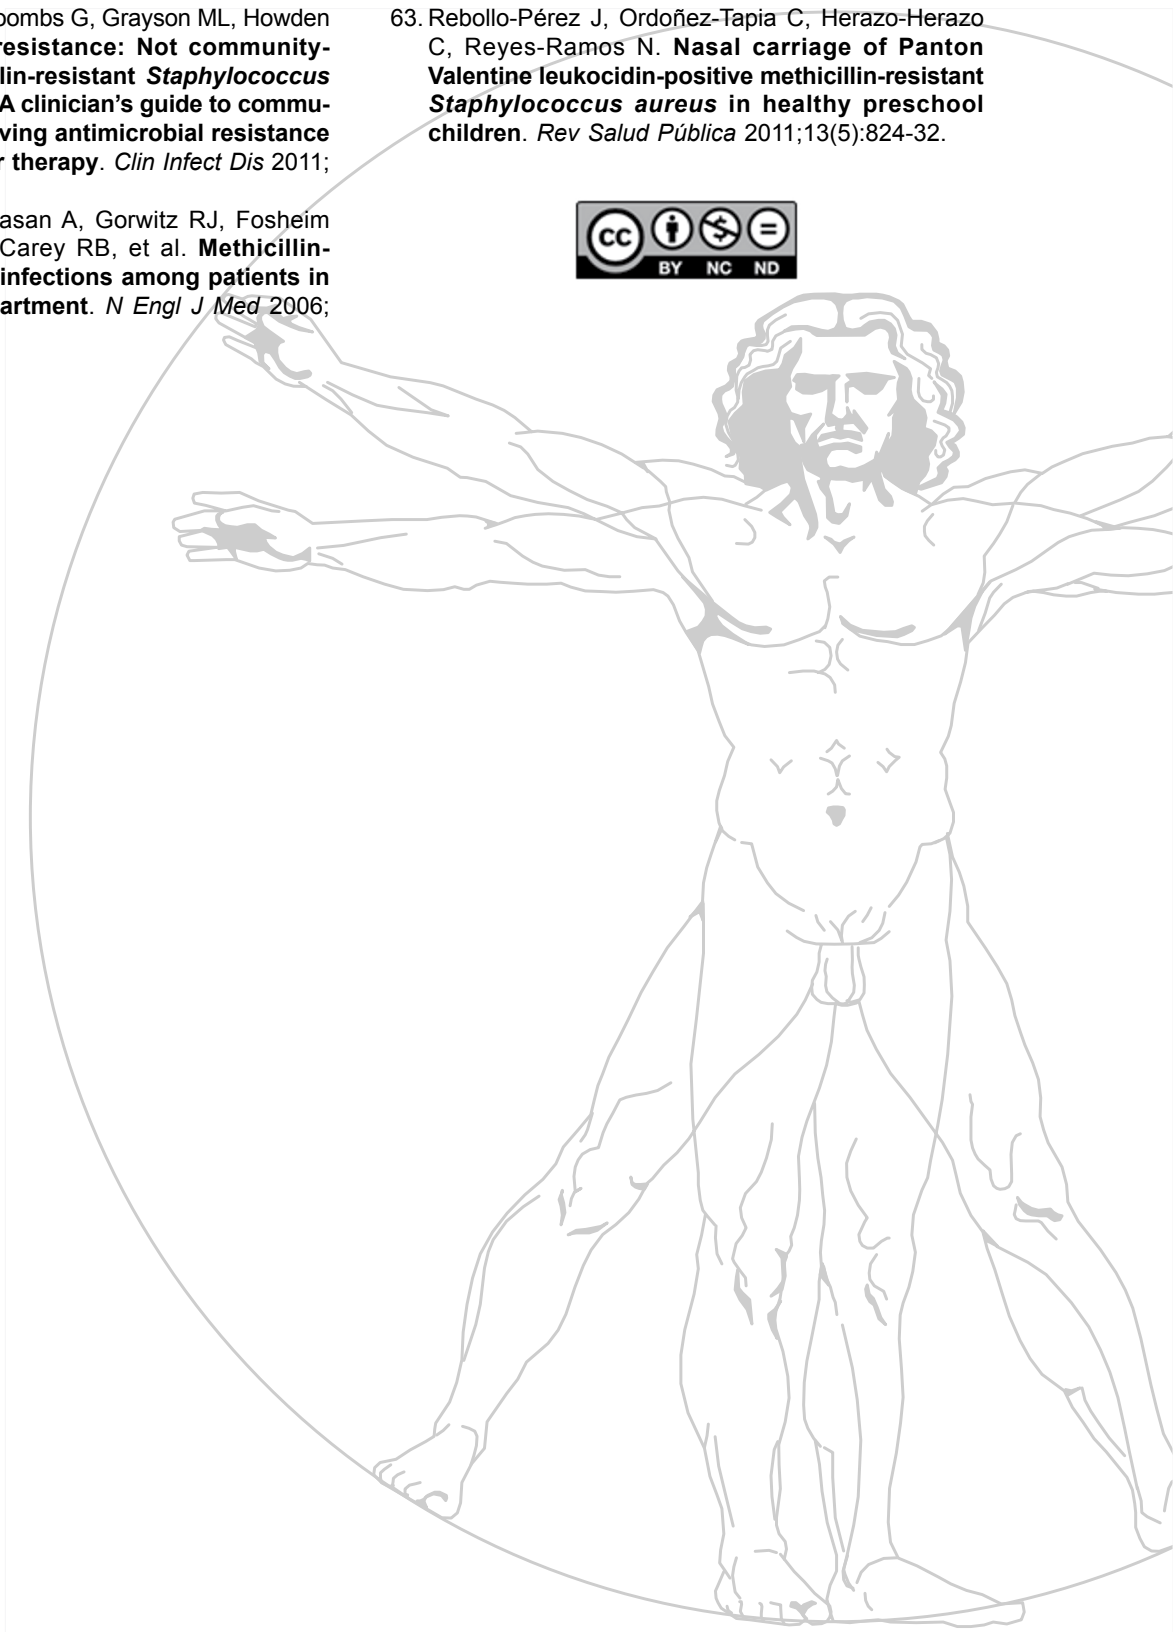 oombs G, Grayson ML, Howden
resistance: Not community-
lin-resistant Staphylococcus
A clinician's guide to commu-
ving antimicrobial resistance
r therapy. Clin Infect Dis 2011;
asan A, Gorwitz RJ, Fosheim
Carey RB, et al. Methicillin-
infections among patients in
artment. N Engl J Med 2006;
63. Rebollo-Pérez J, Ordoñez-Tapia C, Herazo-Herazo
C, Reyes-Ramos N. Nasal carriage of Panton
Valentine leukocidin-positive methicillin-resistant
Staphylococcus aureus in healthy preschool
children. Rev Salud Pública 2011;13(5):824-32.
cc
BY NC ND